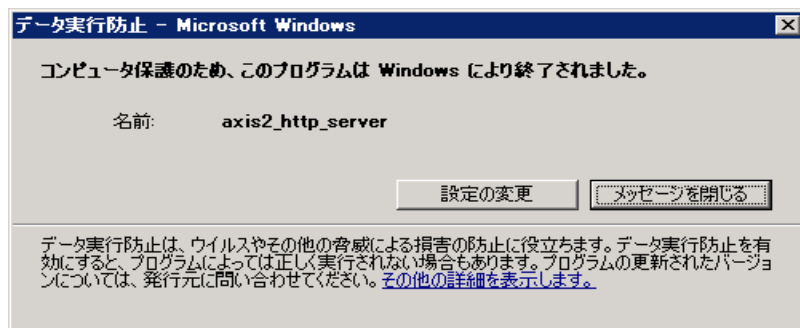 データ実行防止 - Microsoft Windows
コンピュータ保護のため、このプログラムは Windows により終了されました。
名前: axis2_http_server
設定の変更 メッセージを閉じる
データ実行防止は、ウイルスやその他の脅威による損害の防止に役立ちます。データ実行防止を有
効にすると、プログラムによっては正しく実行されない場合もあります。プログラムの更新されたバージョ
ンについては、発行元に問い合わせてください。その他の詳細を表示します。